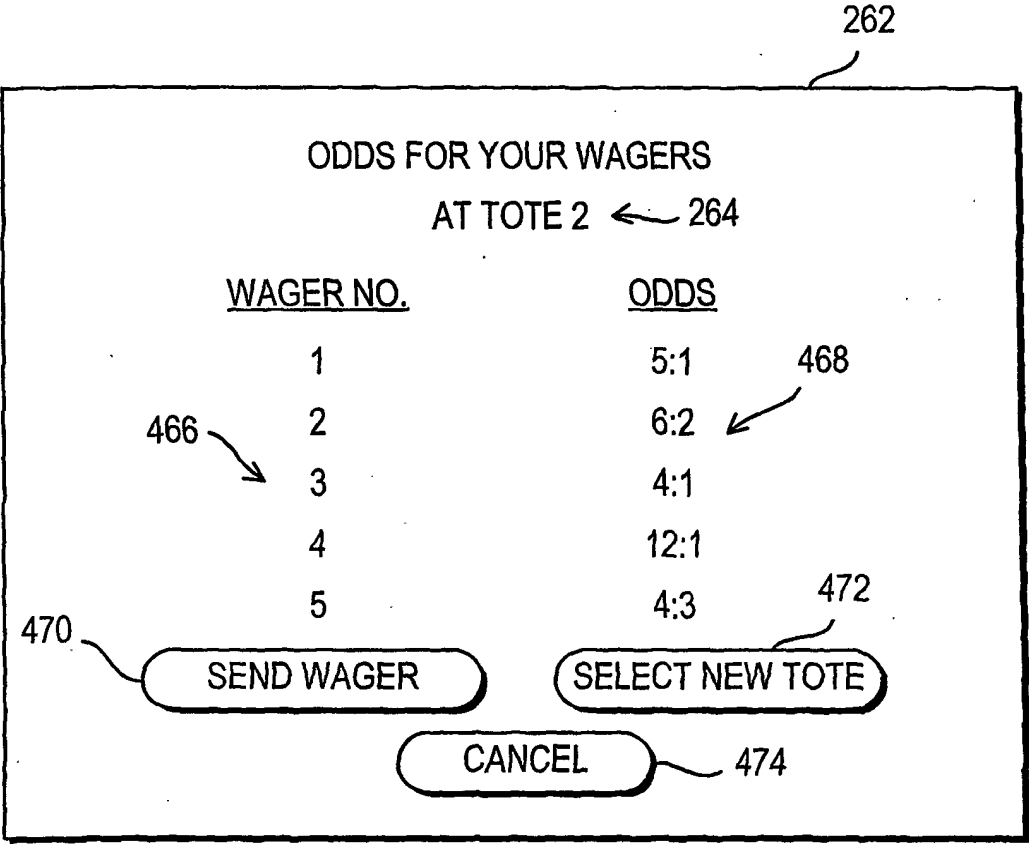 262
ODDS FOR YOUR WAGERS
AT TOTE 2 264
WAGER NO. ODDS
1 5:1 468
2 6:2
466
3 4:1
4 12:1
472
5 4:3
470
SEND WAGER SELECT NEW TOTE
CANCEL 474